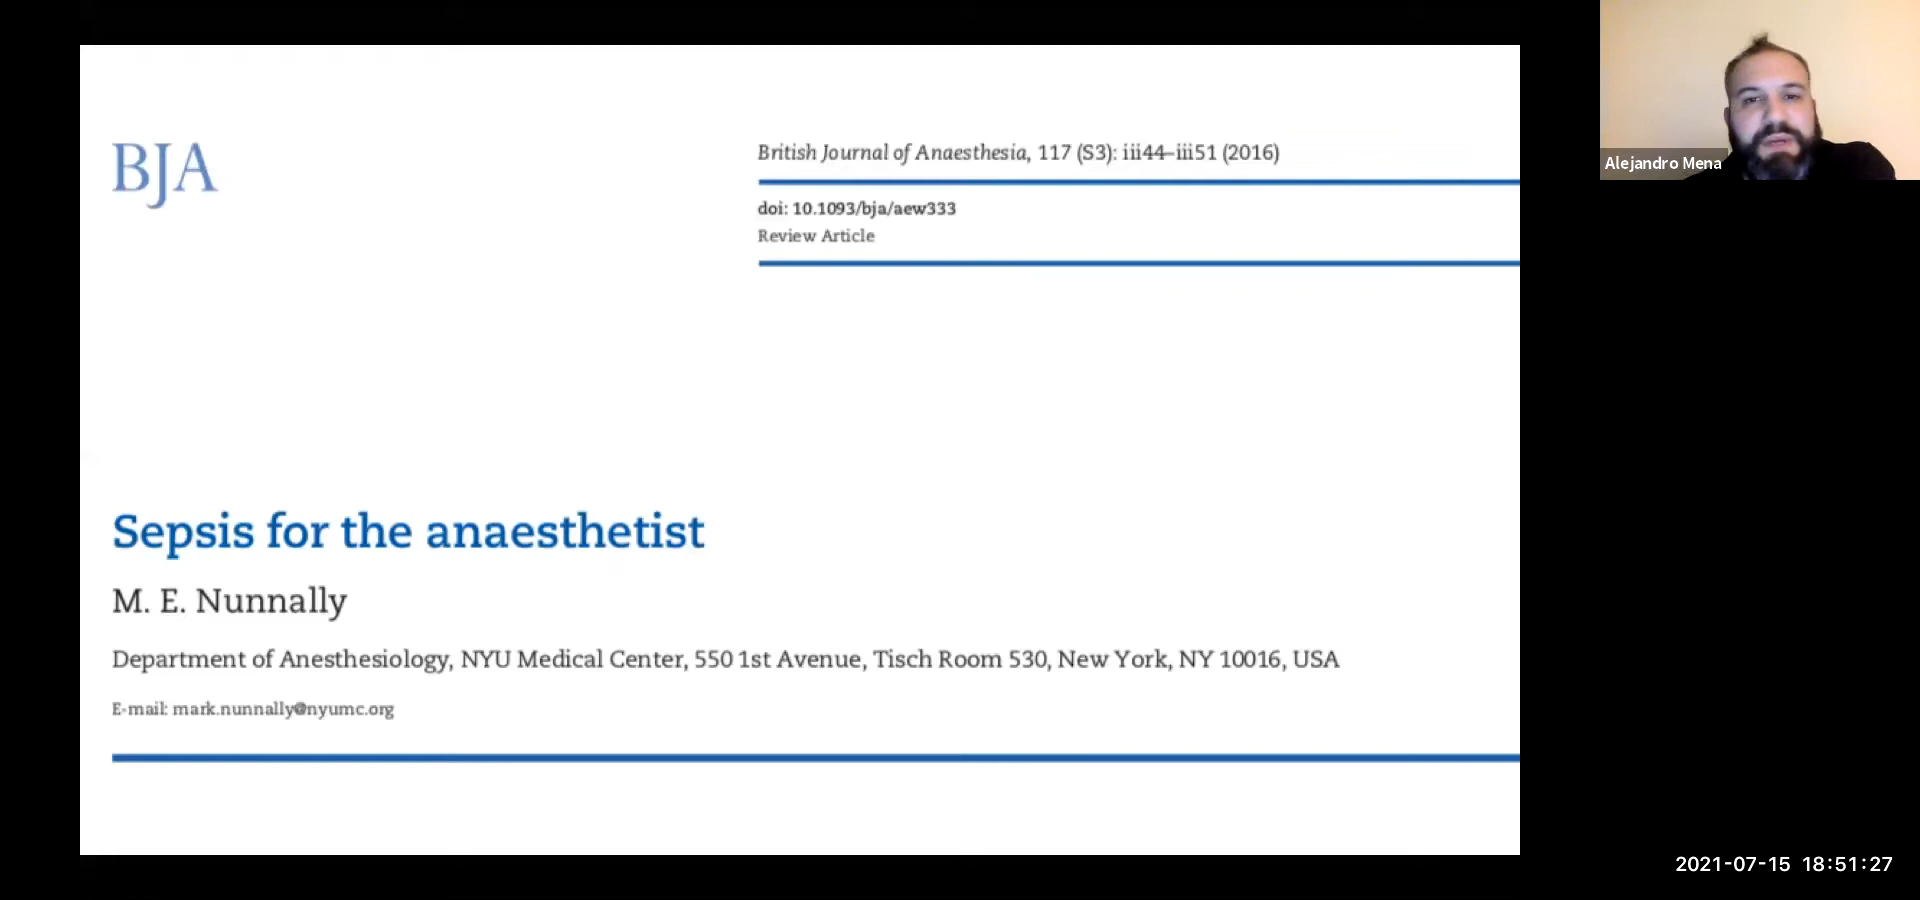 BJA
British Journal of Anaesthesia, 117 (S3): iii44–iii51 (2016)
doi: 10.1093/bja/aew333
Review Article
Sepsis for the anaesthetist
M. E. Nunnally
Department of Anesthesiology, NYU Medical Center, 550 1st Avenue, Tisch Room 530, New York, NY 10016, USA
E-mail: mark.nunnally@nyumc.org
Alejandro Mena
2021-07-15 18:51:27